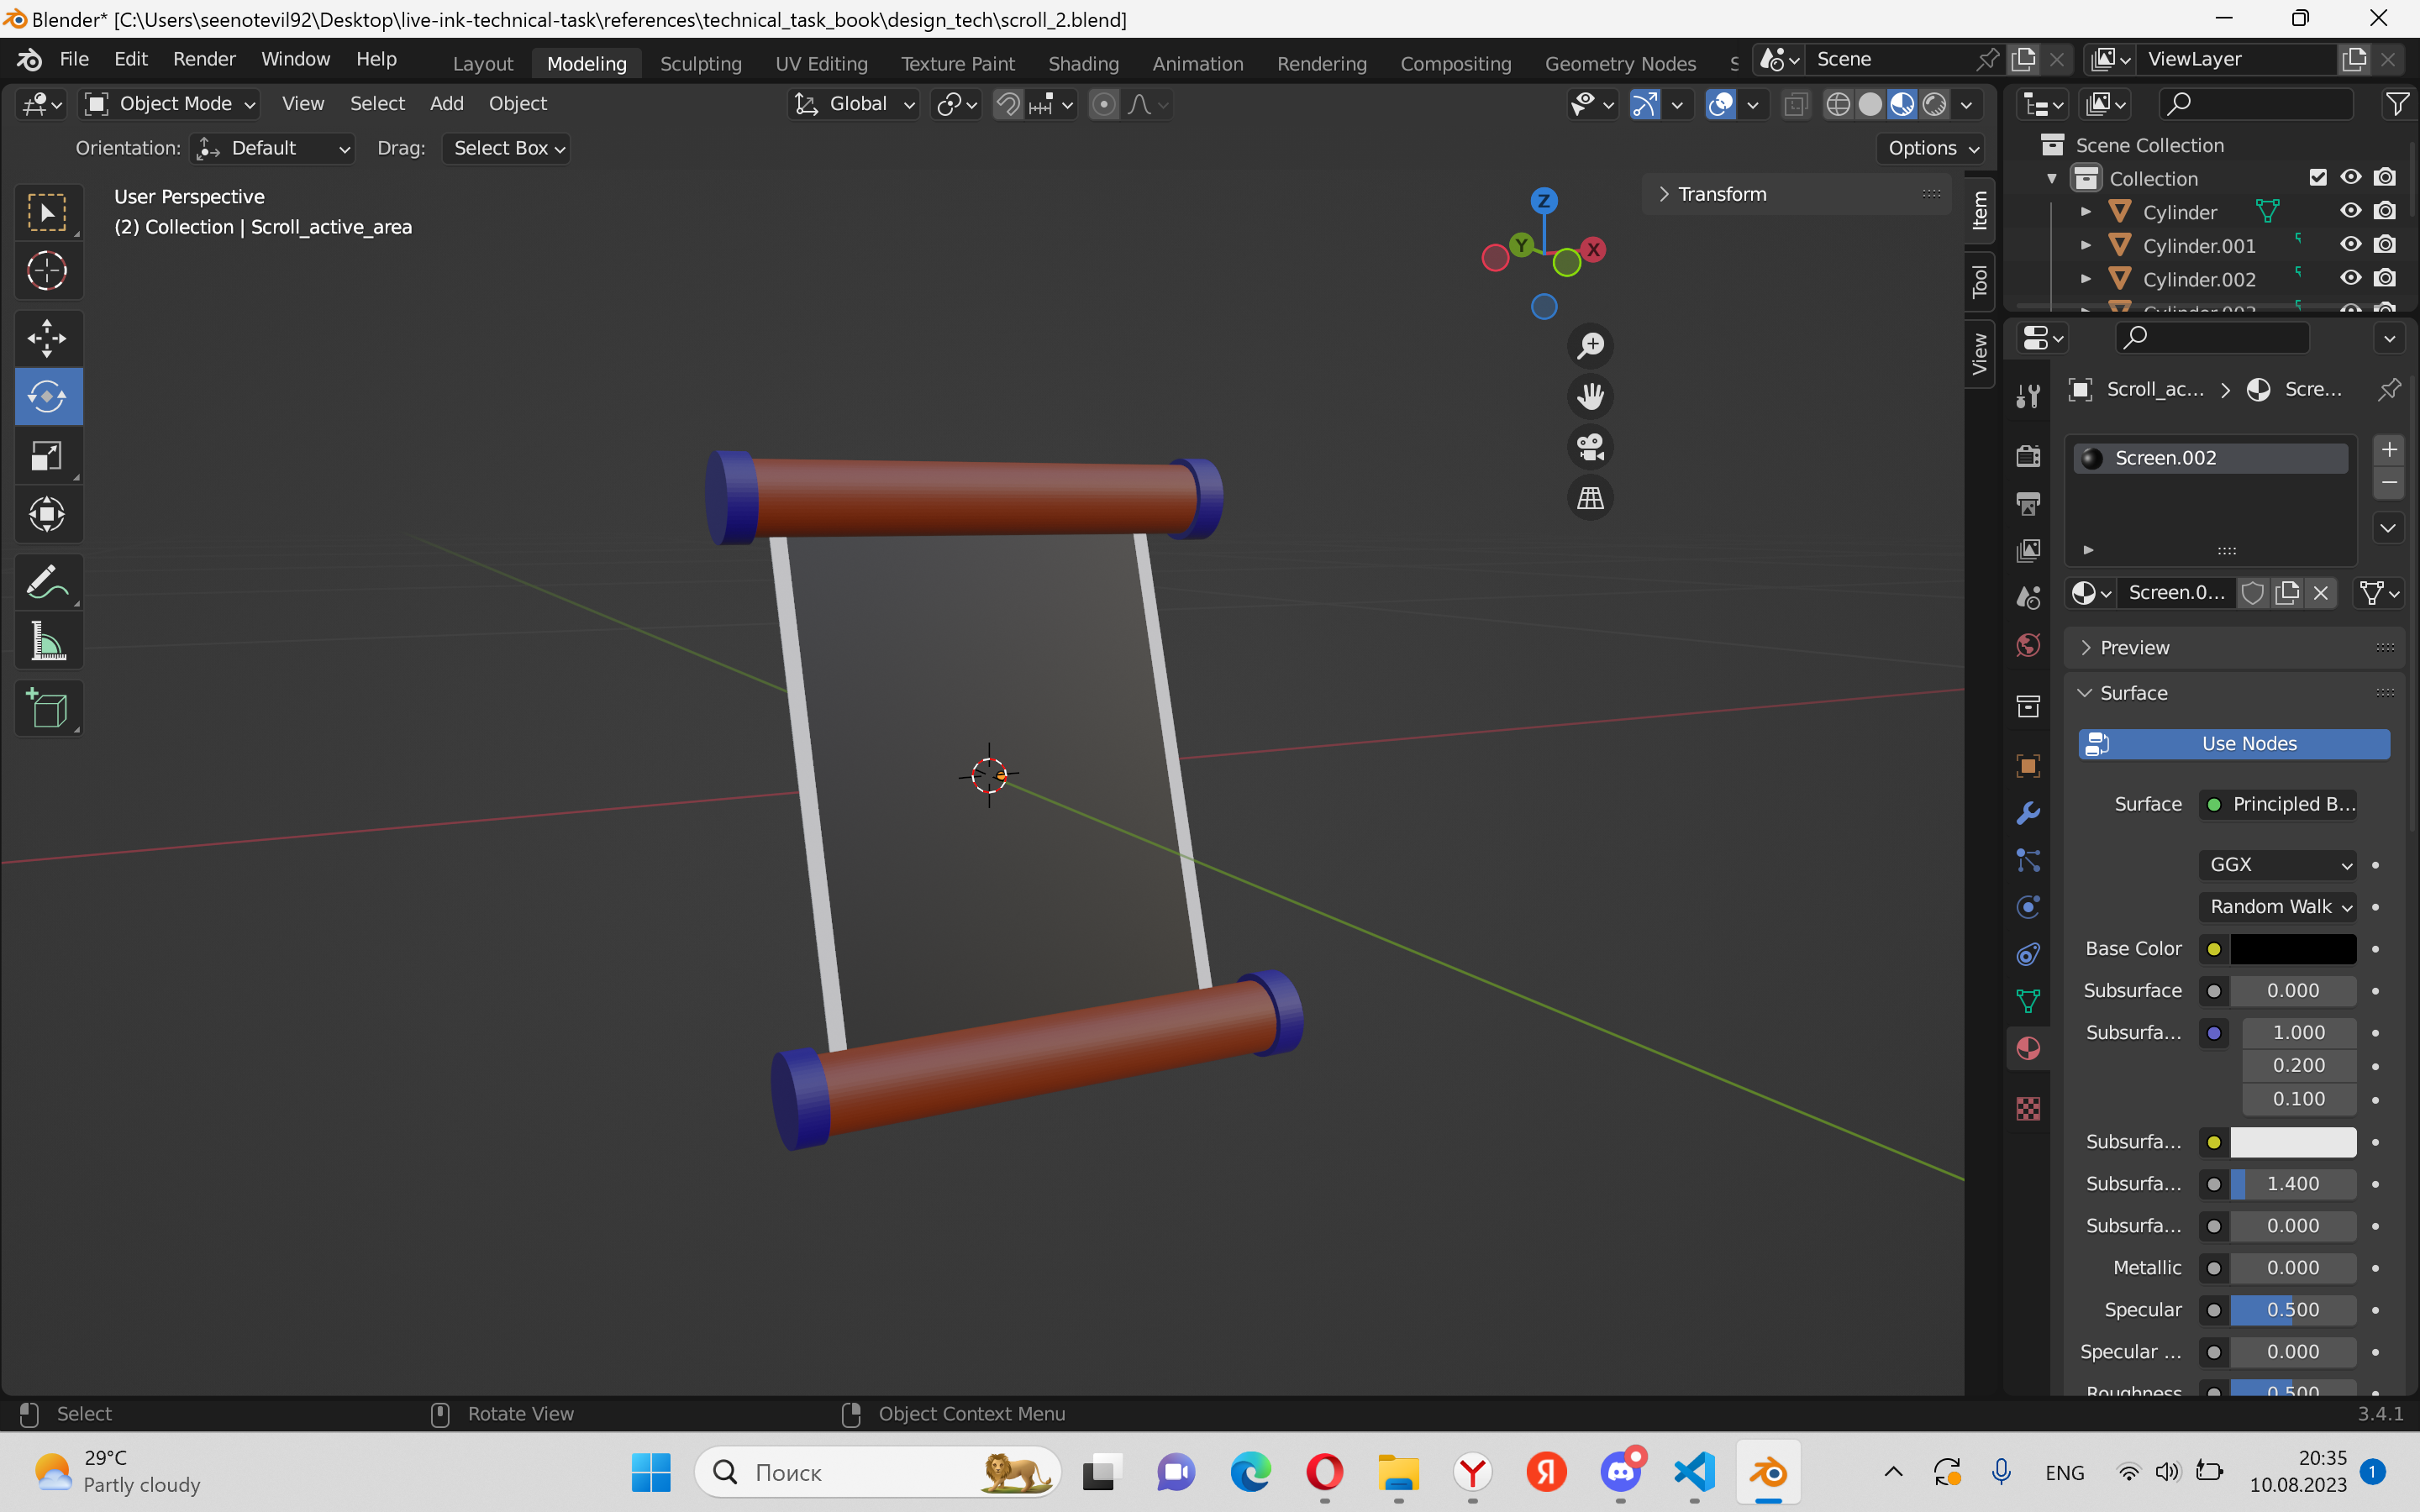 Blender* [C:\Users\seenotevil92\Desktop\live-ink-technical-task\references\technical_task_book\design_tech\scroll_2.blend]
File Edit Render Window Help Layout Modeling Sculpting UV Editing Texture Paint Shading Animation Rendering Compositing Geometry Nodes Scene ViewLayer
Object Mode View Select Add Object Global
Orientation: Default Drag: Select Box Options
User Perspective
(2) Collection | Scroll_active_area
Z
Y
X
Transform
Item
Tool
View
Scene Collection
Collection
Cylinder
Cylinder.001
Cylinder.002
Scroll_ac... Scre...
Screen.002
Screen.0...
Preview
Surface
Use Nodes
Surface Principled B...
GGX
Random Walk
Base Color
Subsurface 0.000
Subsurfa... 1.000
0.200
0.100
Subsurfa...
Subsurfa... 1.400
Subsurfa... 0.000
Metallic 0.000
Specular 0.500
Specular ... 0.000
Roughness 0.500
Select Rotate View Object Context Menu 3.4.1
29°C
Partly cloudy
Поиск
ENG
20:35
10.08.2023
1